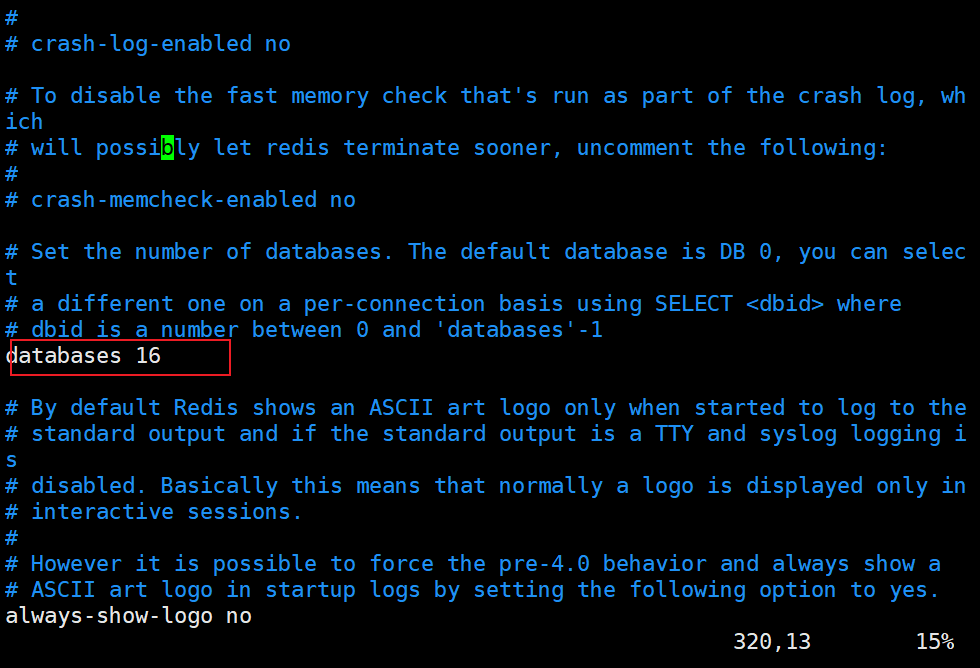 #
# crash-log-enabled no
# To disable the fast memory check that's run as part of the crash log, wh
ich
# will possibly let redis terminate sooner, uncomment the following:
#
# crash-memcheck-enabled no
# Set the number of databases. The default database is DB 0, you can selec
t
# a different one on a per-connection basis using SELECT <dbid> where
# dbid is a number between 0 and 'databases'-1
databases 16
# By default Redis shows an ASCII art logo only when started to log to the
# standard output and if the standard output is a TTY and syslog logging i
s
# disabled. Basically this means that normally a logo is displayed only in
# interactive sessions.
#
# However it is possible to force the pre-4.0 behavior and always show a
# ASCII art logo in startup logs by setting the following option to yes.
always-show-logo no
320,13 15%